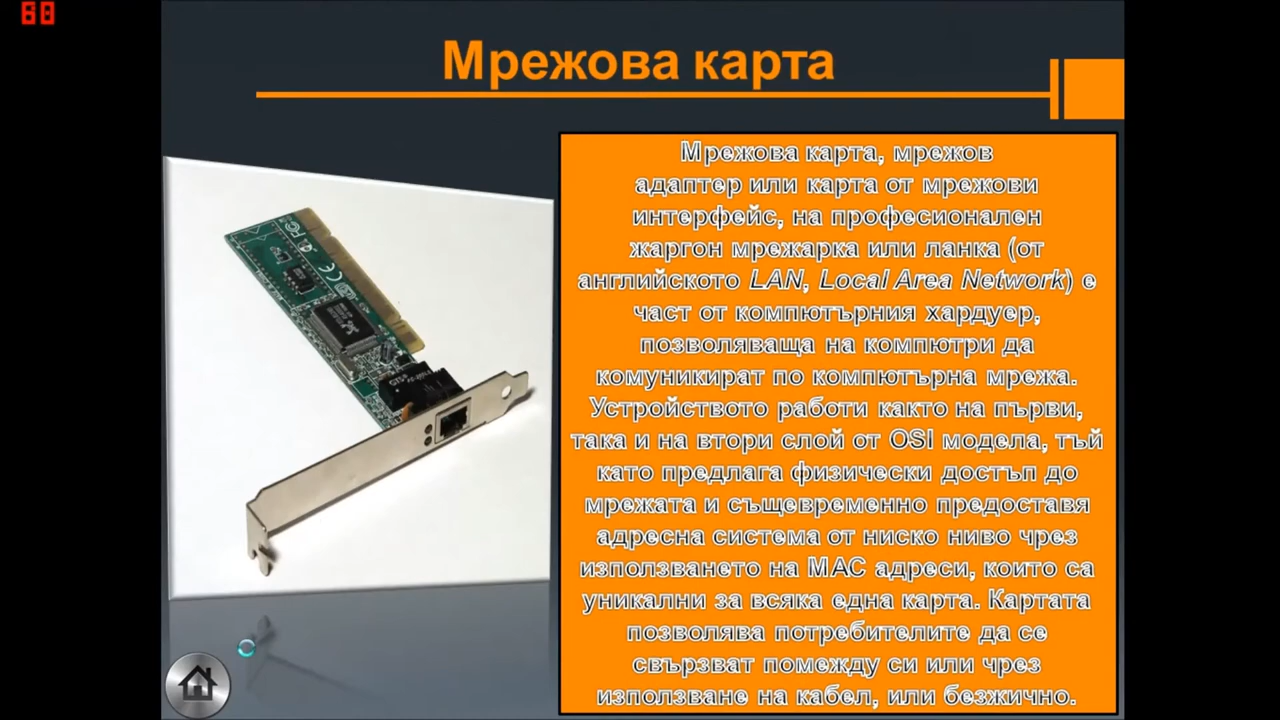 60
Мрежова карта
Мрежова карта, мрежов
адаптер или карта от мрежови
интерфейс, на професионален
жаргон мрежарка или ланка (от
английското LAN, Local Area Network) е
част от компютърния хардуер,
позволяваща на компютри да
комуникират по компютърна мрежа.
Устройството работи както на първи,
така и на втори слой от OSI модела, тъй
като предлага физически достъп до
мрежата и същевременно предоставя
адресна система от ниско ниво чрез
използването на MAC адреси, които са
уникални за всяка една карта. Картата
позволява потребителите да се
свързват помежду си или чрез
използване на кабел, или безжично.